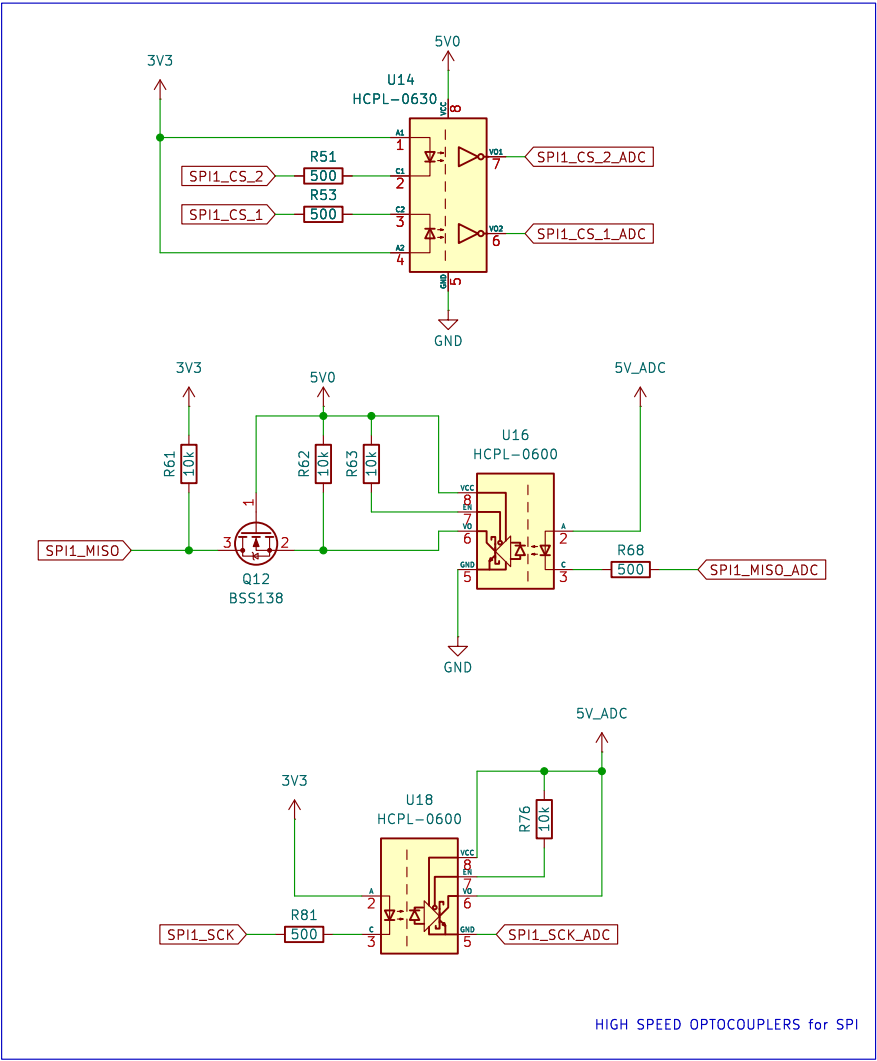 5V0
3V3
U14
HCPL-0630
VCC
8
A1
1
R51
VO1
SPI1_CS_2_ADC
7
SPI1_CS_2
500
C1
2
R53
SPI1_CS_1
500
C2
3
VO2
SPI1_CS_1_ADC
6
A2
4
GND
5
GND
3V3
5V0
5V_ADC
U16
HCPL-0600
R61
10k
R62
10k
R63
10k
VCC
8
EN
7
1
VO
6
A
2
SPI1_MISO
3
2
R68
GND
5
C
3
500
SPI1_MISO_ADC
Q12
BSS138
GND
5V_ADC
3V3
U18
HCPL-0600
R76
10k
VCC
8
EN
7
A
2
VO
6
R81
SPI1_SCK
500
C
3
GND
5
SPI1_SCK_ADC
HIGH SPEED OPTOCOUPLERS for SPI